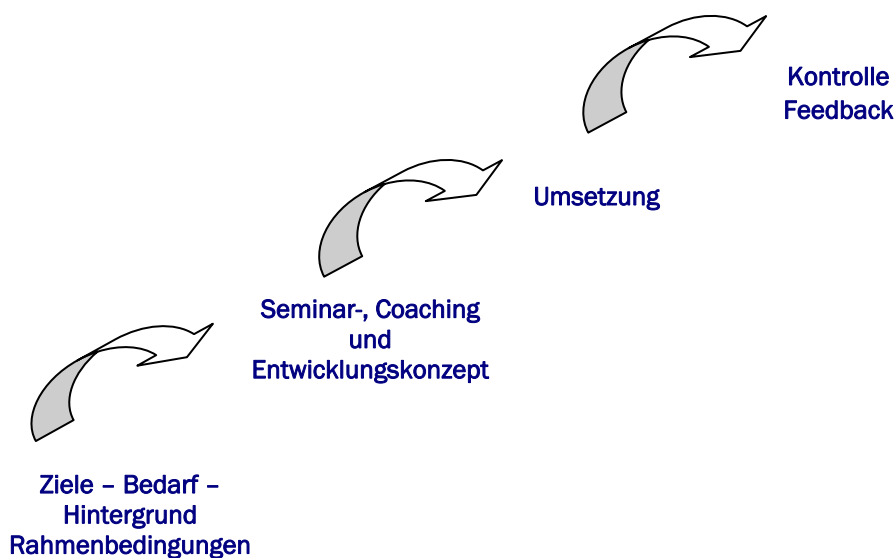 Kontrolle
Feedback
Umsetzung
Seminar-, Coaching
und
Entwicklungskonzept
Ziele – Bedarf –
Hintergrund
Rahmenbedingungen